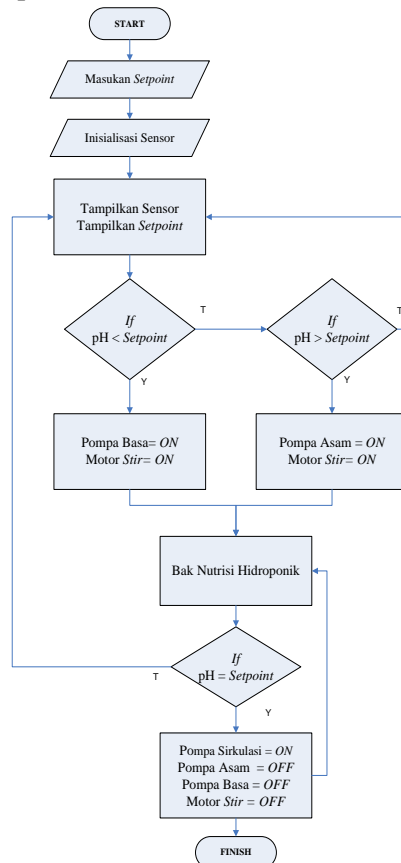 START
Masukan Setpoint
Inisialisasi Sensor
Tampilkan Sensor
Tampilkan Setpoint
If
pH < Setpoint
T
If
pH > Setpoint
T
Y
Y
Pompa Basa= ON
Motor Stir= ON
Pompa Asam = ON
Motor Stir= ON
Bak Nutrisi Hidroponik
If
pH = Setpoint
T
Y
Pompa Sirkulasi = ON
Pompa Asam = OFF
Pompa Basa = OFF
Motor Stir = OFF
FINISH